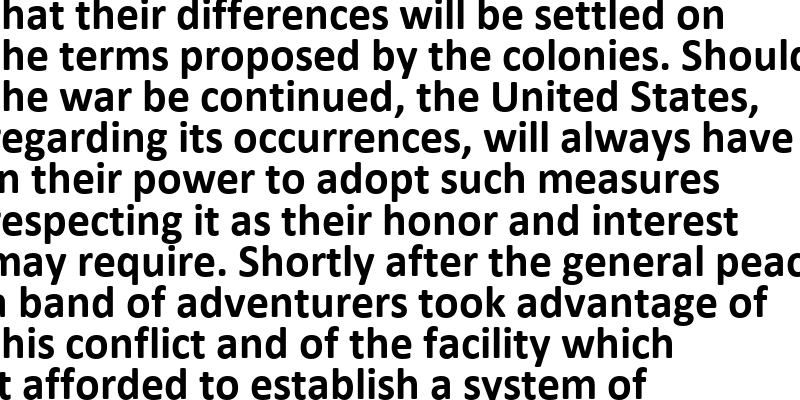 hat their differences will be settled on
he terms proposed by the colonies. Should
he war be continued, the United States,
regarding its occurrences, will always have
n their power to adopt such measures
respecting it as their honor and interest
may require. Shortly after the general peac
a band of adventurers took advantage of
his conflict and of the facility which
t afforded to establish a system of